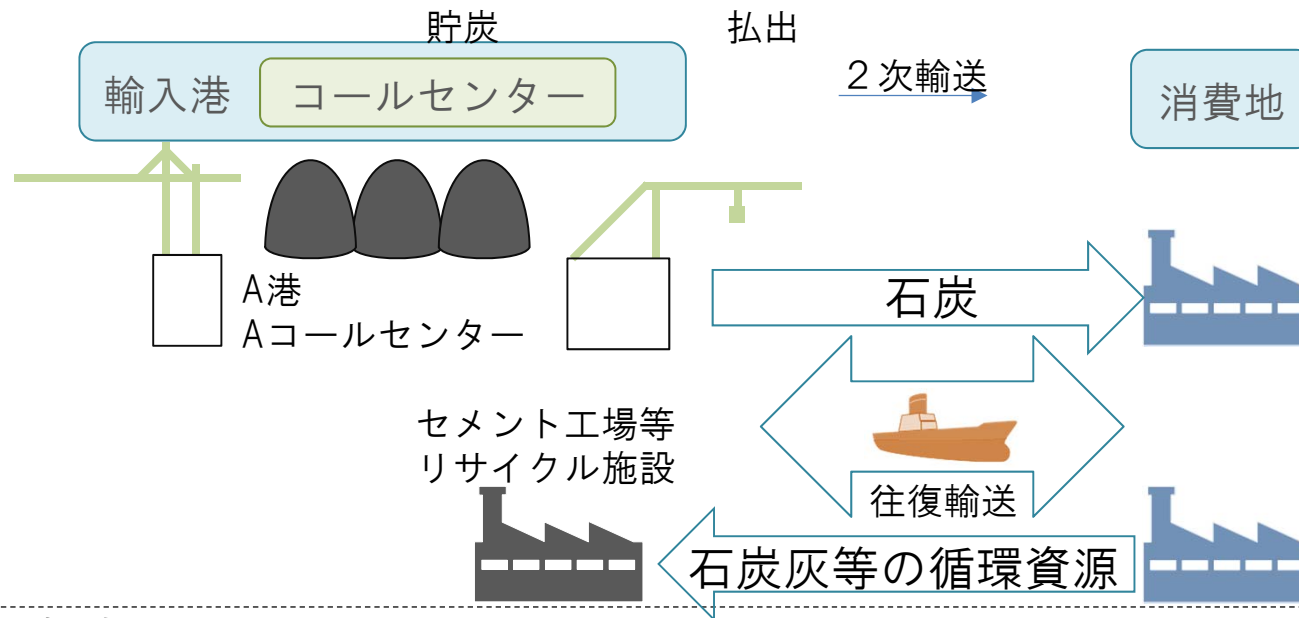 貯炭
払出
輸入港
コールセンター
2次輸送
消費地
A港
Aコールセンター
石炭
セメント工場等
リサイクル施設
往復輸送
石炭灰等の循環資源